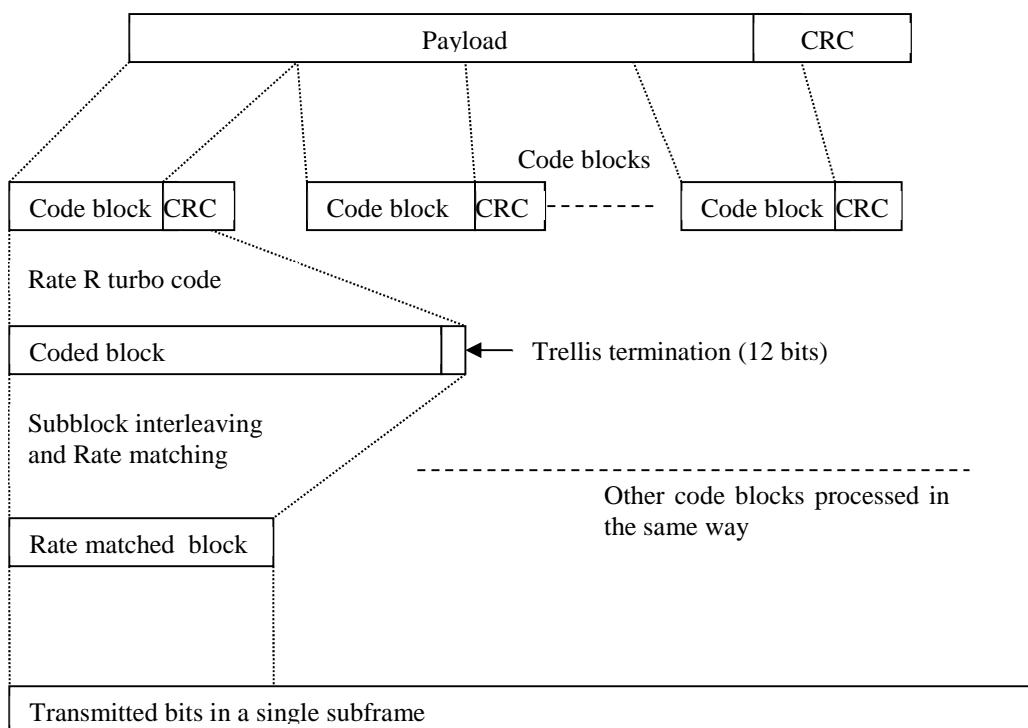 Payload CRC
Code blocks
Code block CRC Code block CRC Code block CRC
Rate R turbo code
Coded block
Trellis termination (12 bits)
Subblock interleaving
and Rate matching
Other code blocks processed in
the same way
Rate matched block
Transmitted bits in a single subframe